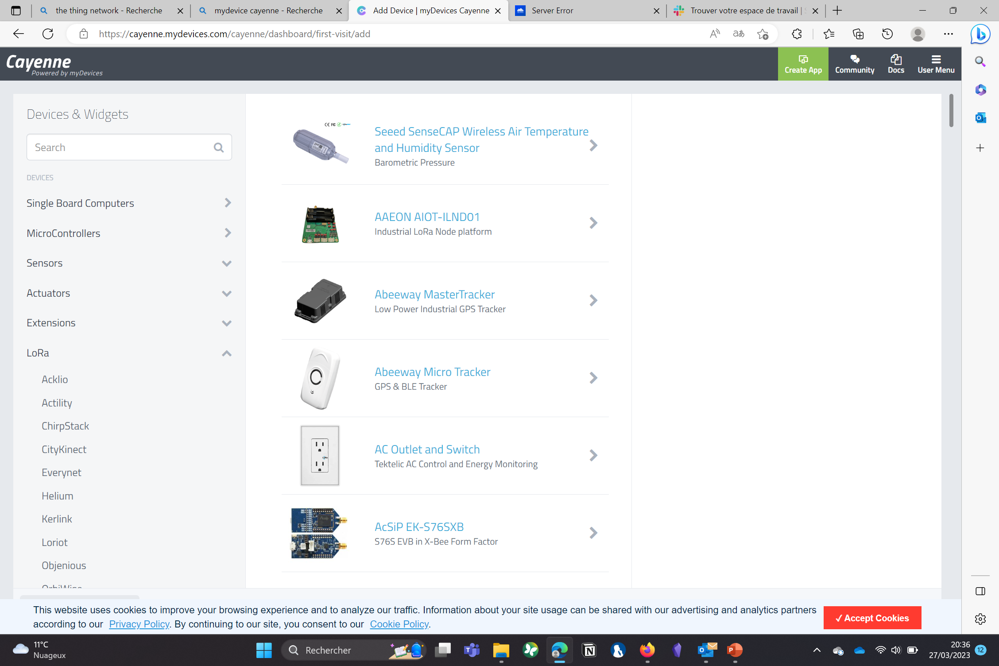 the thing network - Recherche
mydevice cayenne - Recherche
Add Device | myDevices Cayenne
Server Error
Trouver votre espace de travail |
https://cayenne.mydevices.com/cayenne/dashboard/first-visit/add
Cayenne
Powered by myDevices
Create App
Community
Docs
User Menu
Devices & Widgets
Search
DEVICES
Single Board Computers
MicroControllers
Sensors
Actuators
Extensions
LoRa
Acklio
Actility
ChirpStack
CityKinect
Everynet
Helium
Kerlink
Loriot
Objenious
OrbiWise
Seeed SenseCAP Wireless Air Temperature
and Humidity Sensor
Barometric Pressure
AAEON AIOT-ILND01
Industrial LoRa Node platform
Abeeway MasterTracker
Low Power Industrial GPS Tracker
Abeeway Micro Tracker
GPS & BLE Tracker
AC Outlet and Switch
Tektelic AC Control and Energy Monitoring
AcSiP EK-S76SXB
S76S EVB in X-Bee Form Factor
This website uses cookies to improve your browsing experience and to analyze our traffic. Information about your site usage can be shared with our advertising and analytics partners
according to our Privacy Policy. By continuing to our site, you consent to our Cookie Policy.
✓ Accept Cookies
11°C
Nuageux
Rechercher
20:36
27/03/2023
12